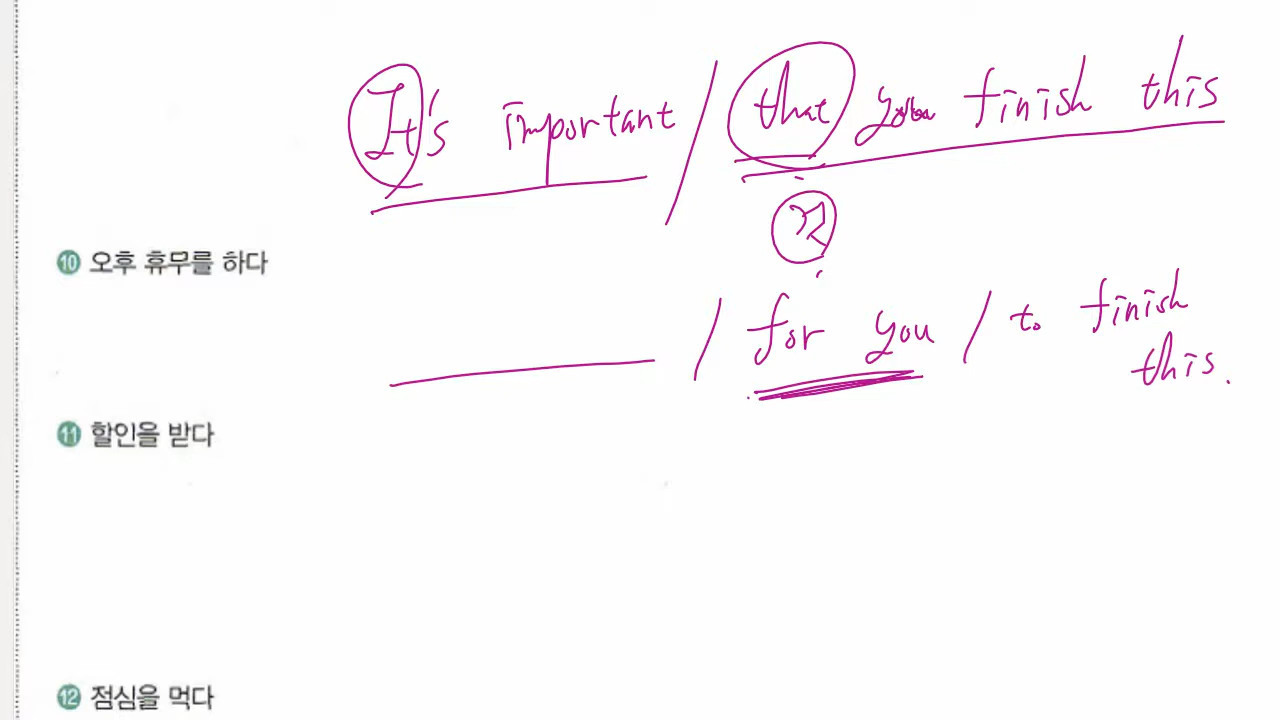 It's important / that you finish this
것
⑩ 오후 휴무를 하다
/ for you / to finish
this.
⑪ 할인을 받다
⑫ 점심을 먹다